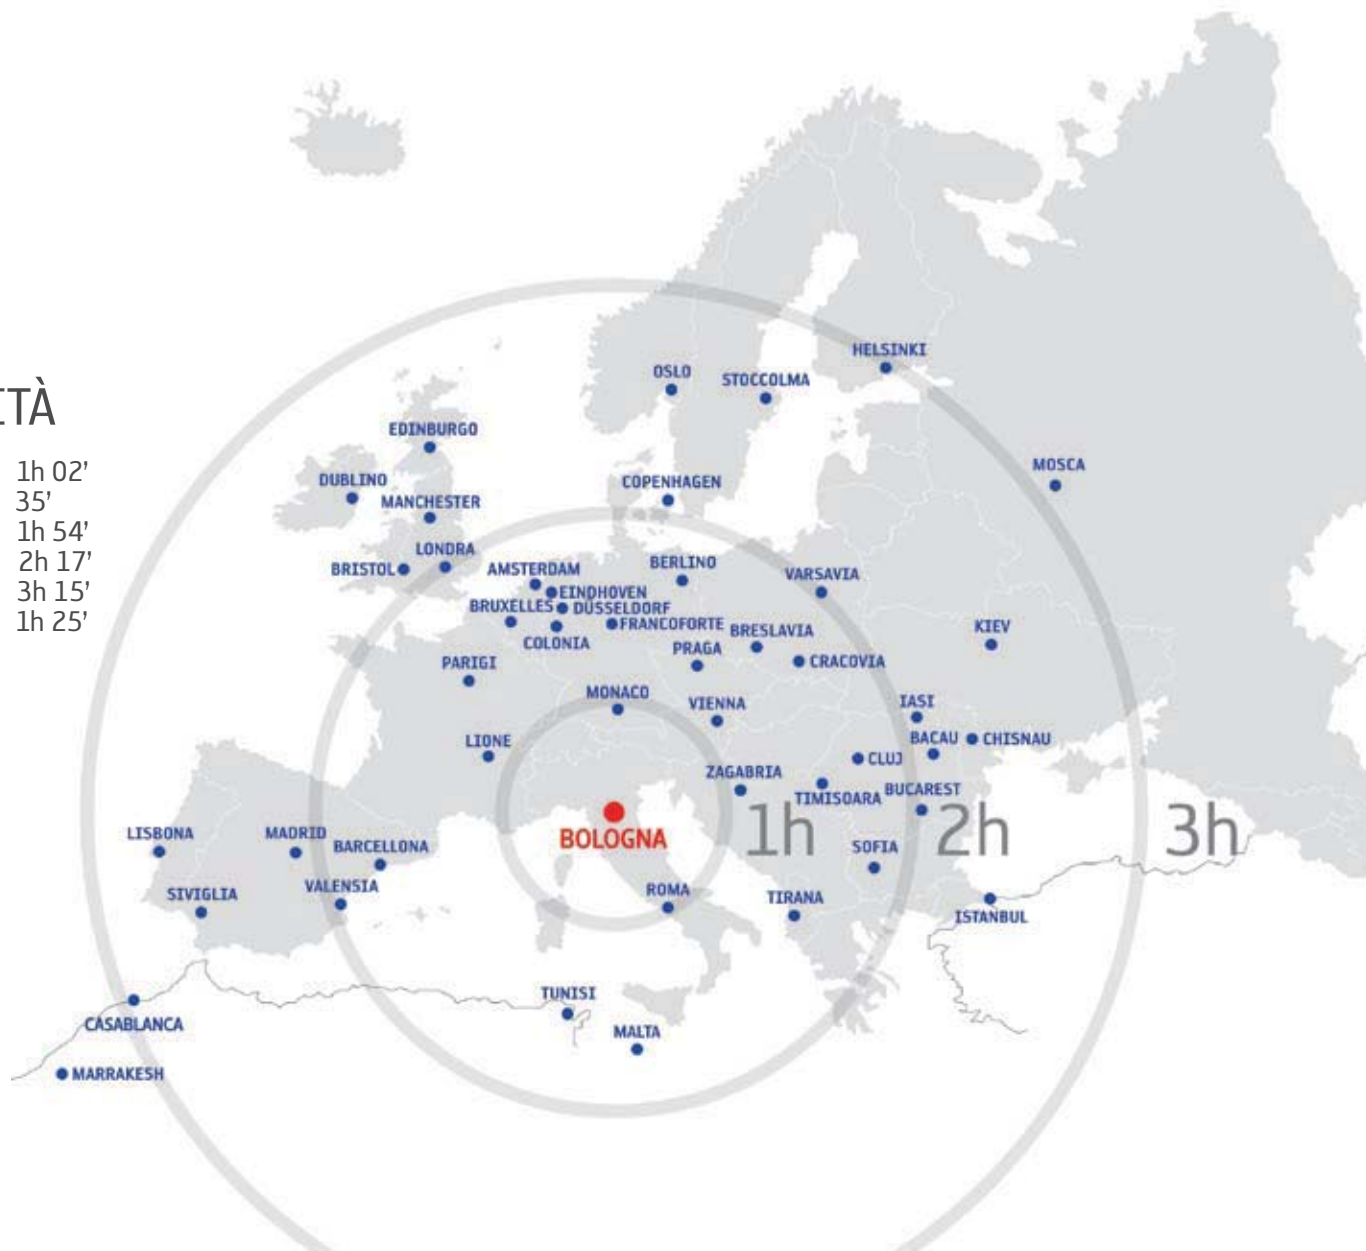 HELSINKI
OSLO
STOCCOLMA
TÀ
EDINBURGO
MOSCA
1h 02’
DUBLINO
COPENHAGEN
35’
MANCHESTER
1h 54’
LONDRA
2h 17’
BRISTOL
AMSTERDAM
BERLINO
VARSAVIA
3h 15’
EINDHOVEN
BRUXELLES
DÜSSELDORF
1h 25’
FRANCOFORTE
BRESLAVIA
KIEV
COLONIA
PRAGA
CRACOVIA
PARIGI
MONACO
VIENNA
IASI
LIONE
BACAU
CHISNAU
CLUJ
ZAGABRIA
TIMISOARA
BUCAREST
LISBONA
MADRID
BARCELLONA
BOLOGNA
1h
2h
3h
SOFIA
SIVIGLIA
VALENSIA
ROMA
TIRANA
ISTANBUL
TUNISI
CASABLANCA
MALTA
MARRAKESH